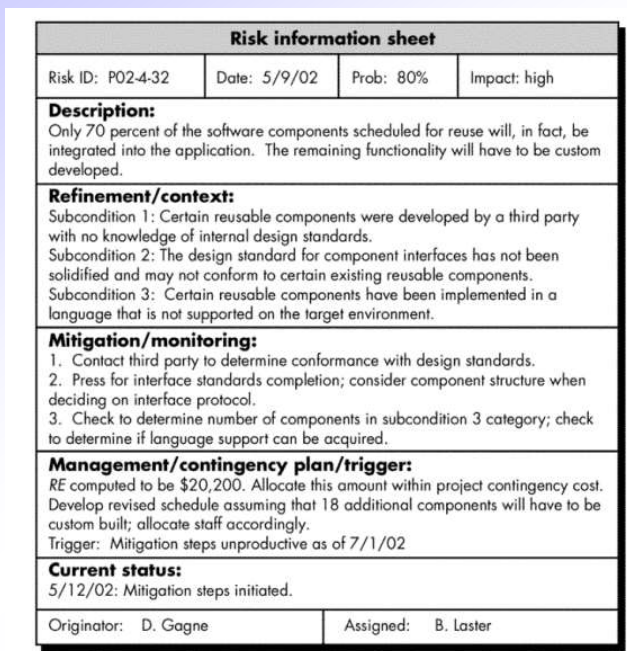 Risk information sheet
Risk ID: P02-4-32 Date: 5/9/02 Prob: 80% Impact: high
Description:
Only 70 percent of the software components scheduled for reuse will, in fact, be
integrated into the application. The remaining functionality will have to be custom
developed.
Refinement/context:
Subcondition 1: Certain reusable components were developed by a third party
with no knowledge of internal design standards.
Subcondition 2: The design standard for component interfaces has not been
solidified and may not conform to certain existing reusable components.
Subcondition 3: Certain reusable components have been implemented in a
language that is not supported on the target environment.
Mitigation/monitoring:
1. Contact third party to determine conformance with design standards.
2. Press for interface standards completion; consider component structure when
deciding on interface protocol.
3. Check to determine number of components in subcondition 3 category; check
to determine if language support can be acquired.
Management/contingency plan/trigger:
RE computed to be $20,200. Allocate this amount within project contingency cost.
Develop revised schedule assuming that 18 additional components will have to be
custom built; allocate staff accordingly.
Trigger: Mitigation steps unproductive as of 7/1/02
Current status:
5/12/02: Mitigation steps initiated.
Originator: D. Gagne Assigned: B. Laster